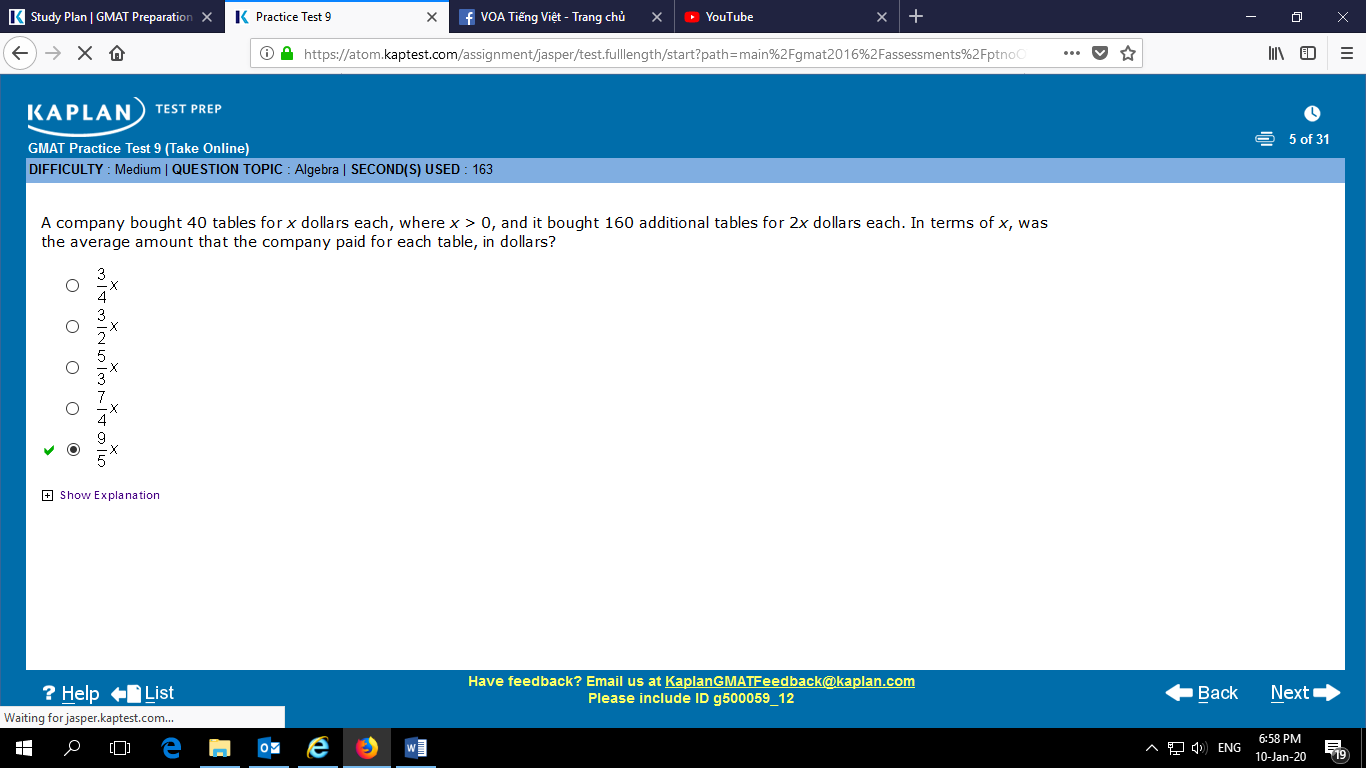 Study Plan | GMAT Preparation
Practice Test 9
VOA Tiếng Việt - Trang chủ
YouTube
https://atom.kaptest.com/assignment/jasper/test.fulllength/start?path=main%2Fgmat2016%2Fassessments%2Fptno
KAPLAN TEST PREP
GMAT Practice Test 9 (Take Online)
5 of 31
DIFFICULTY : Medium | QUESTION TOPIC : Algebra | SECOND(S) USED : 163
A company bought 40 tables for x dollars each, where x > 0, and it bought 160 additional tables for 2x dollars each. In terms of x, was
the average amount that the company paid for each table, in dollars?
3/4 x
3/2 x
5/3 x
7/4 x
9/5 x
Show Explanation
Have feedback? Email us at KaplanGMATFeedback@kaplan.com
Please include ID g500059_12
? Help
List
Back
Next
Waiting for jasper.kaptest.com...
ENG
6:58 PM
10-Jan-20
19